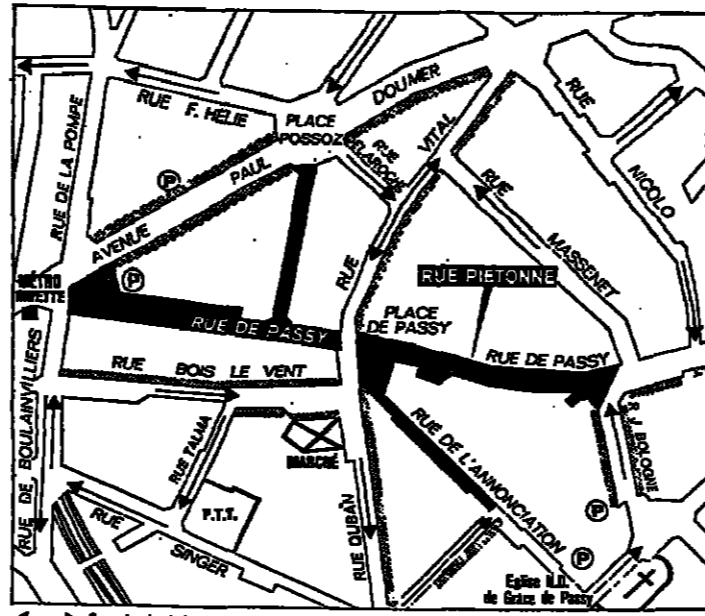 RUE F. HÉLIE
PLACE
POSSOZ
DOUMER
RUE
DELAROCHE
VITAL
RUE
NICOLO
RUE DE LA POMPE
PAUL
AVENUE
P
P
RUE
MASSENET
RUE
RUE PIETONNE
MÉTRO
MUETTE
RUE DE PASSY
PLACE
DE PASSY
RUE DE PASSY
RUE BOIS LE VENT
RUE DE BOULAINVILLIERS
RUE TALMA
MARCHÉ
RUE DE L'ANNONCIATION
R. J. BOLOGNE
P.T.T.
RUE
SINGER
RUE DUBAN
P
P
Eglise N.D.
de Grâce de Passy